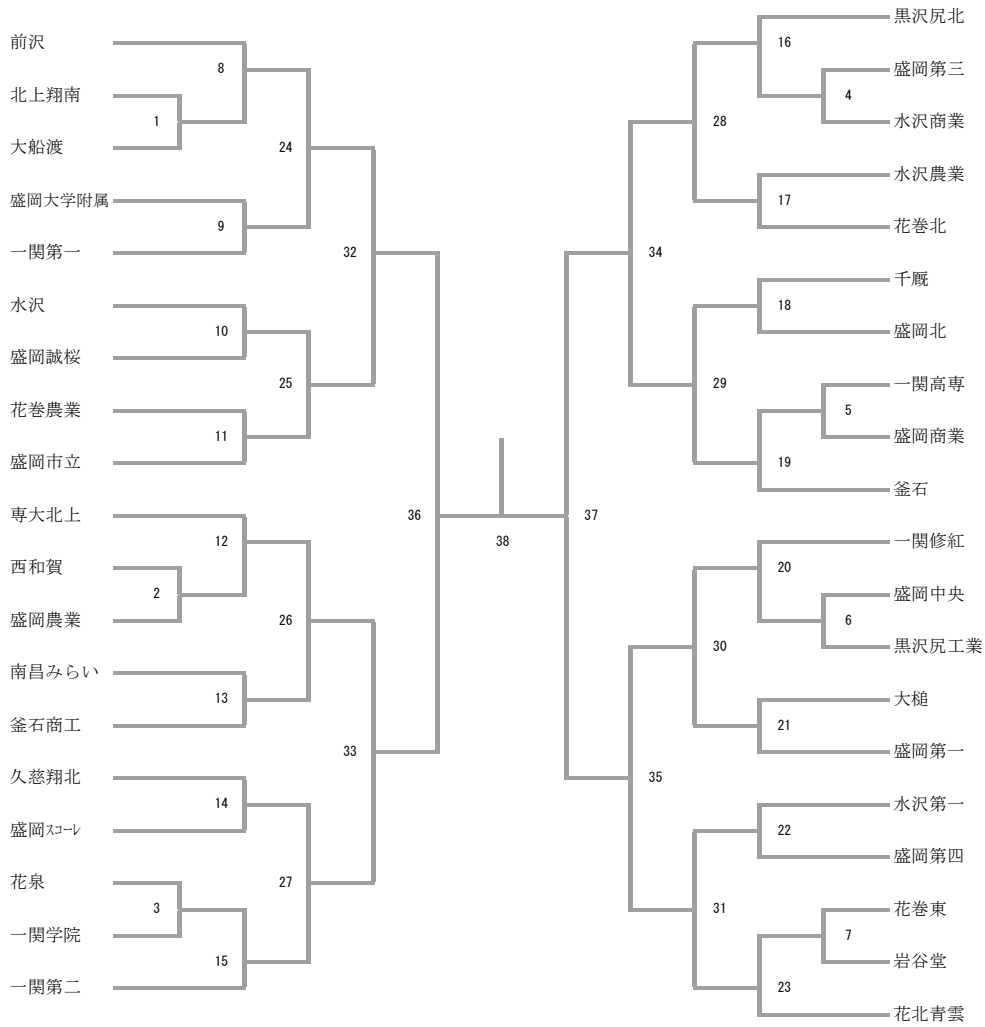 前沢
8
北上翔南
1
大船渡
24
盛岡大学附属
9
一関第一
32
水沢
10
盛岡誠桜
25
花巻農業
11
盛岡市立
専大北上
36
12
西和賀
2
盛岡農業
26
南昌みらい
13
釜石商工
33
久慈翔北
14
盛岡ｽｺｰﾚ
花泉
27
3
一関学院
15
一関第二
38
黒沢尻北
16
盛岡第三
4
水沢商業
28
水沢農業
17
花巻北
34
千厩
18
盛岡北
29
一関高専
5
盛岡商業
19
釜石
37
一関修紅
20
盛岡中央
6
黒沢尻工業
30
大槌
21
盛岡第一
35
水沢第一
22
盛岡第四
31
花巻東
7
岩谷堂
23
花北青雲